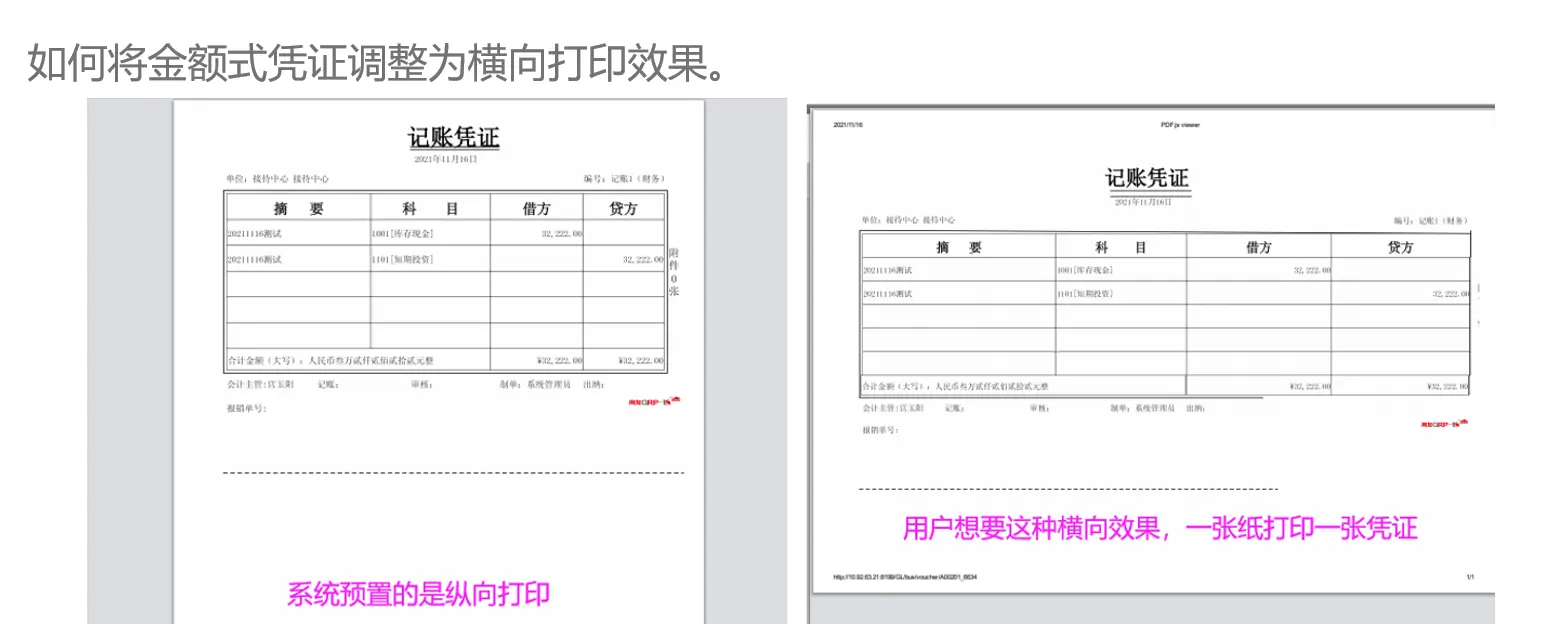 如何将金额式凭证调整为横向打印效果。
记账凭证
2021年11月16日
单位：接待中心 接待中心 编号：记账1（财务）
摘 要 科 目 借方 贷方
20211116测试 1001[库存现金] 32,222.00
20211116测试 1101[短期投资] 32,222.00
附件0张
合计金额（大写）：人民币叁万贰仟贰佰贰拾贰元整 ¥32,222.00 ¥32,222.00
会计主管:宫玉阳 记账： 审核： 制单：系统管理员 出纳：
报销单号：
用友GRP-U8
系统预置的是纵向打印
2021/11/16 PDF.js viewer
记账凭证
2021年11月16日
单位：接待中心 接待中心 编号：记账1（财务）
摘 要 科 目 借方 贷方
20211116测试 1001[库存现金] 32,222.00
20211116测试 1101[短期投资] 32,222.00
合计金额（大写）：人民币叁万贰仟贰佰贰拾贰元整 ¥32,222.00 ¥32,222.00
会计主管:宫玉阳 记账： 审核： 制单：系统管理员 出纳：
报销单号：
用友GRP-U8
用户想要这种横向效果，一张纸打印一张凭证
1/1